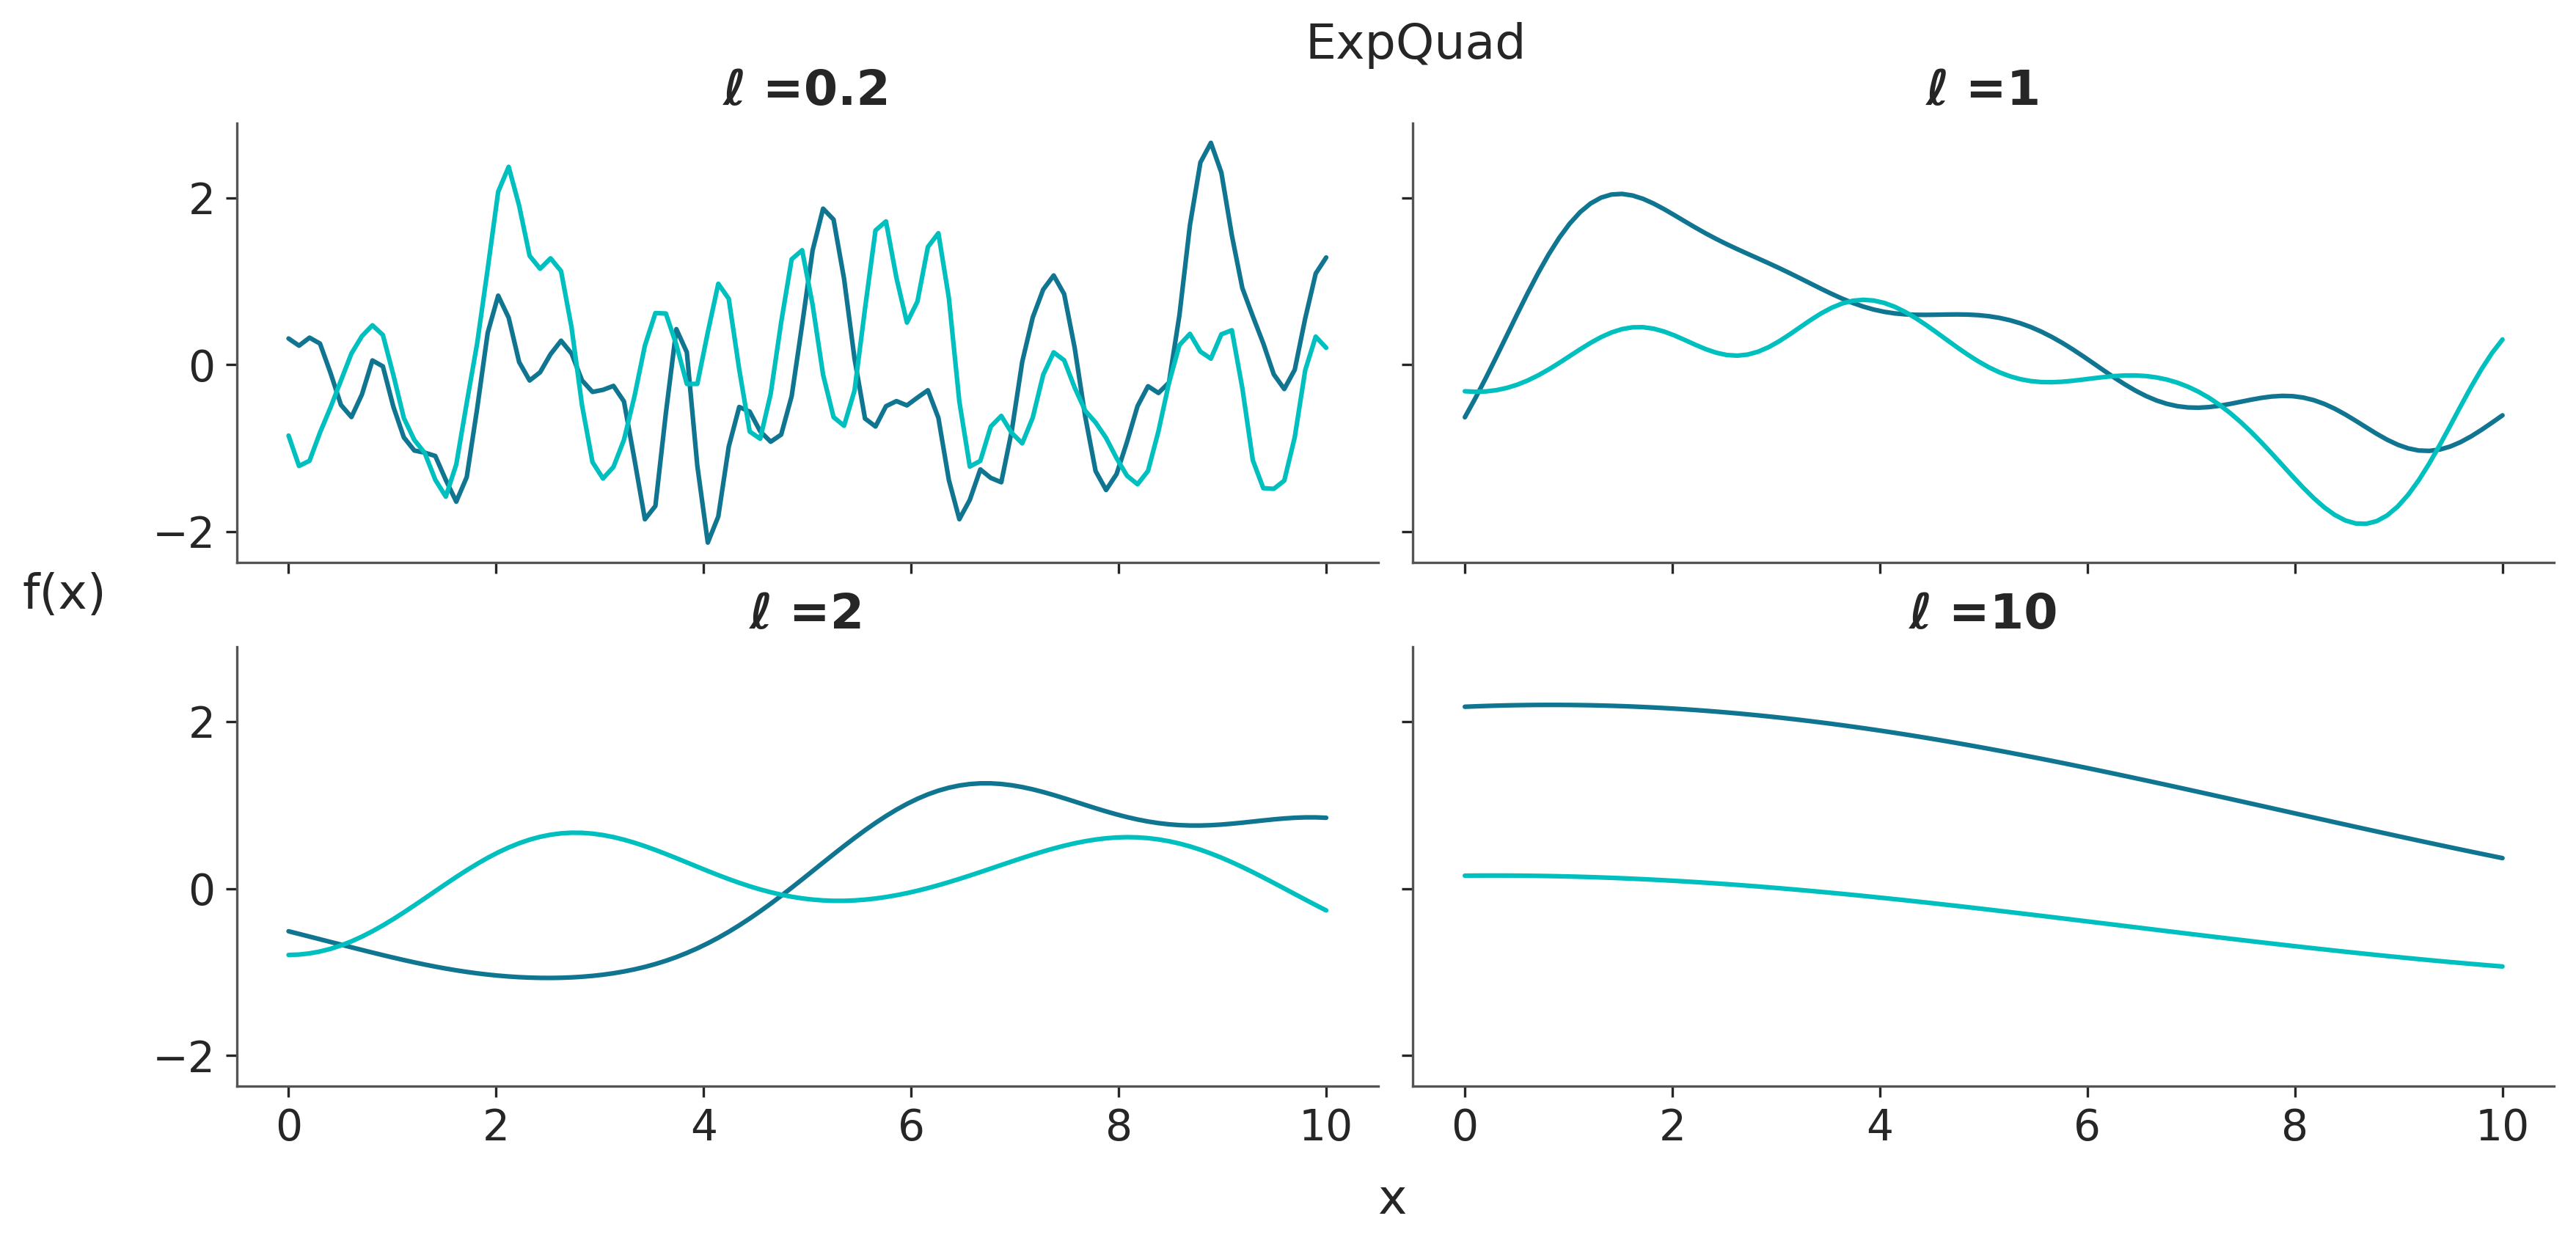 ExpQuad
ℓ =0.2
ℓ =1
2
0
−2
f(x)
ℓ =2
ℓ =10
2
0
−2
0 2 4 6 8 10
0 2 4 6 8 10
x